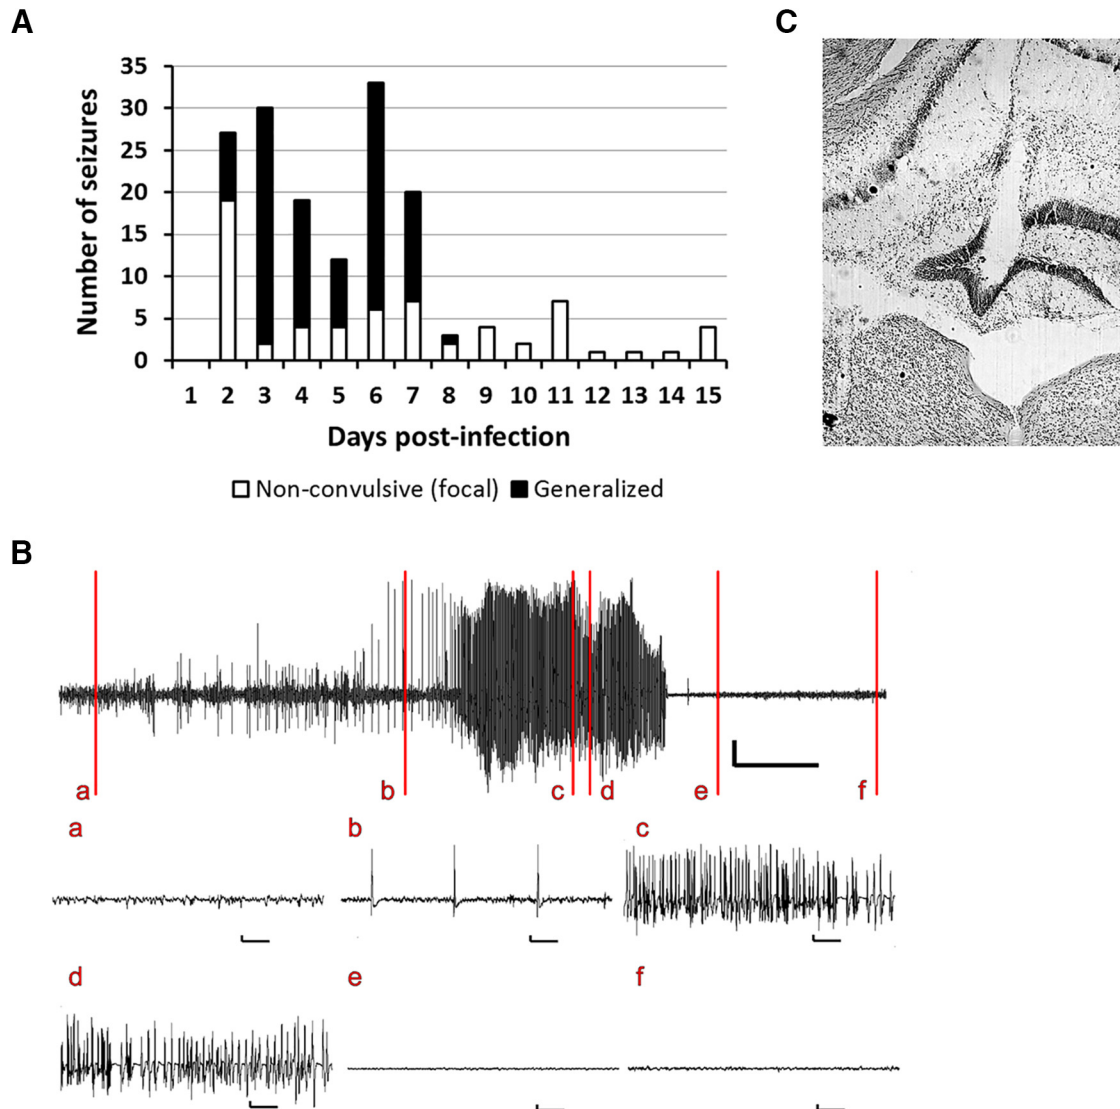 A
C
35
30
25
20
15
10
5
0
Number of seizures
1 2 3 4 5 6 7 8 9 10 11 12 13 14 15
Days post-infection
Non-convulsive (focal) Generalized
B
a b c d e f
a b c
d e f